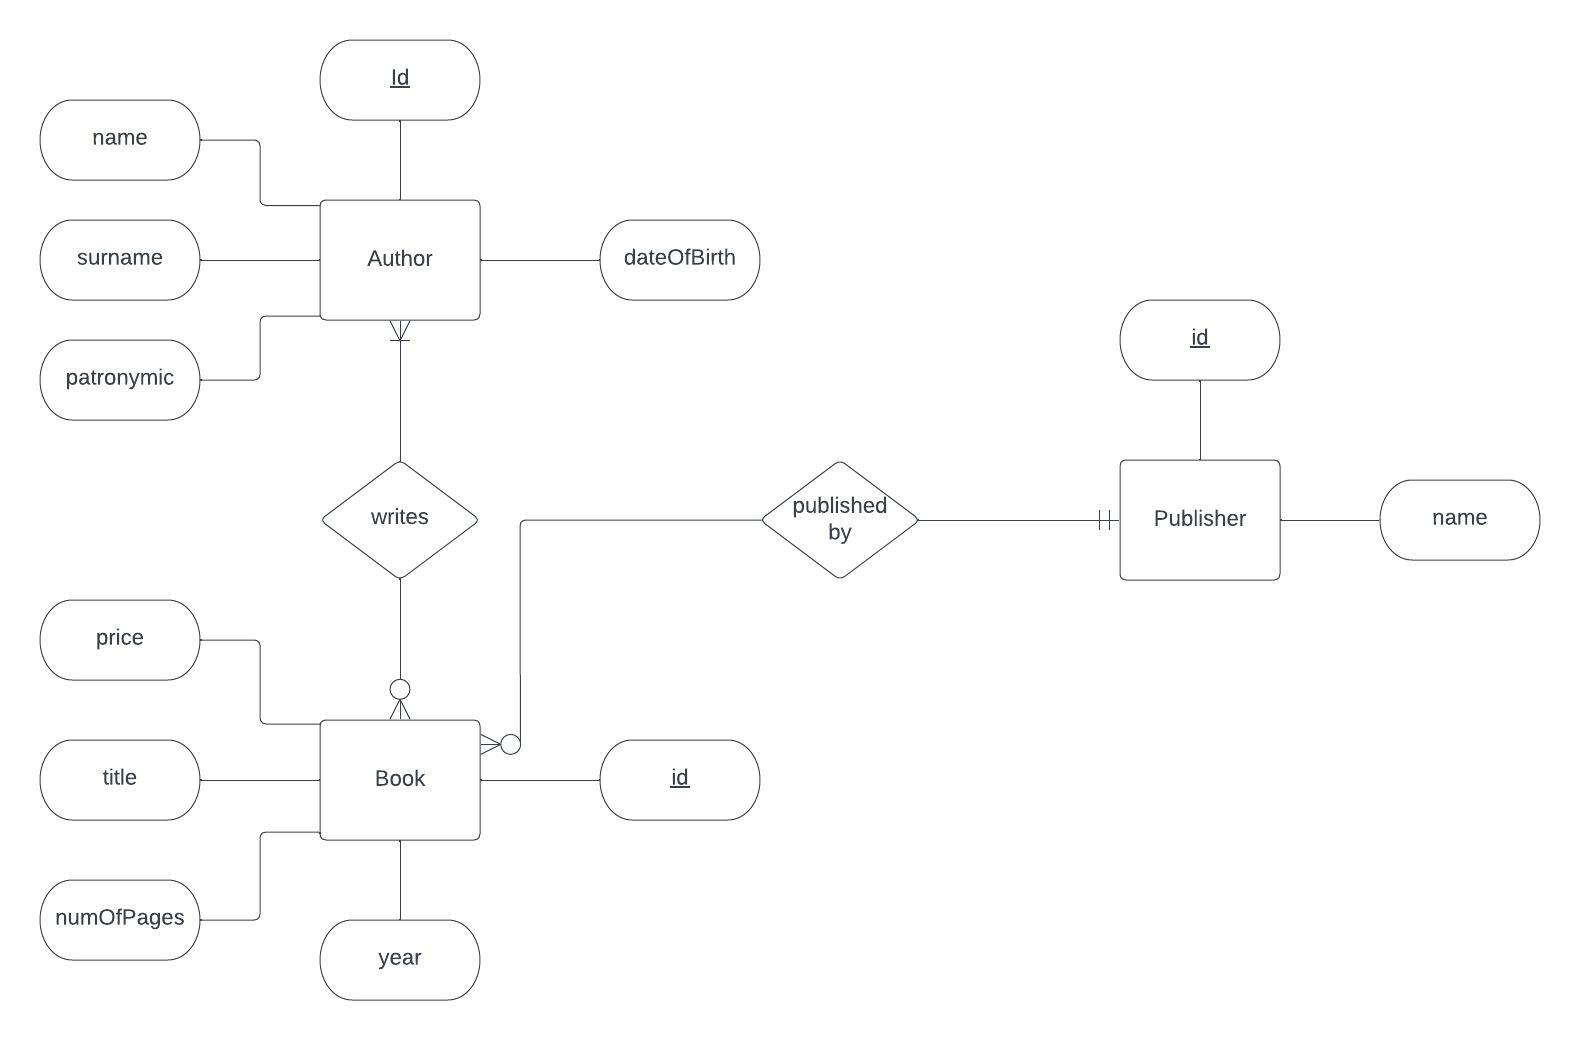 Id
name
surname
Author
dateOfBirth
patronymic
id
writes
published
by
Publisher
name
price
title
Book
id
numOfPages
year